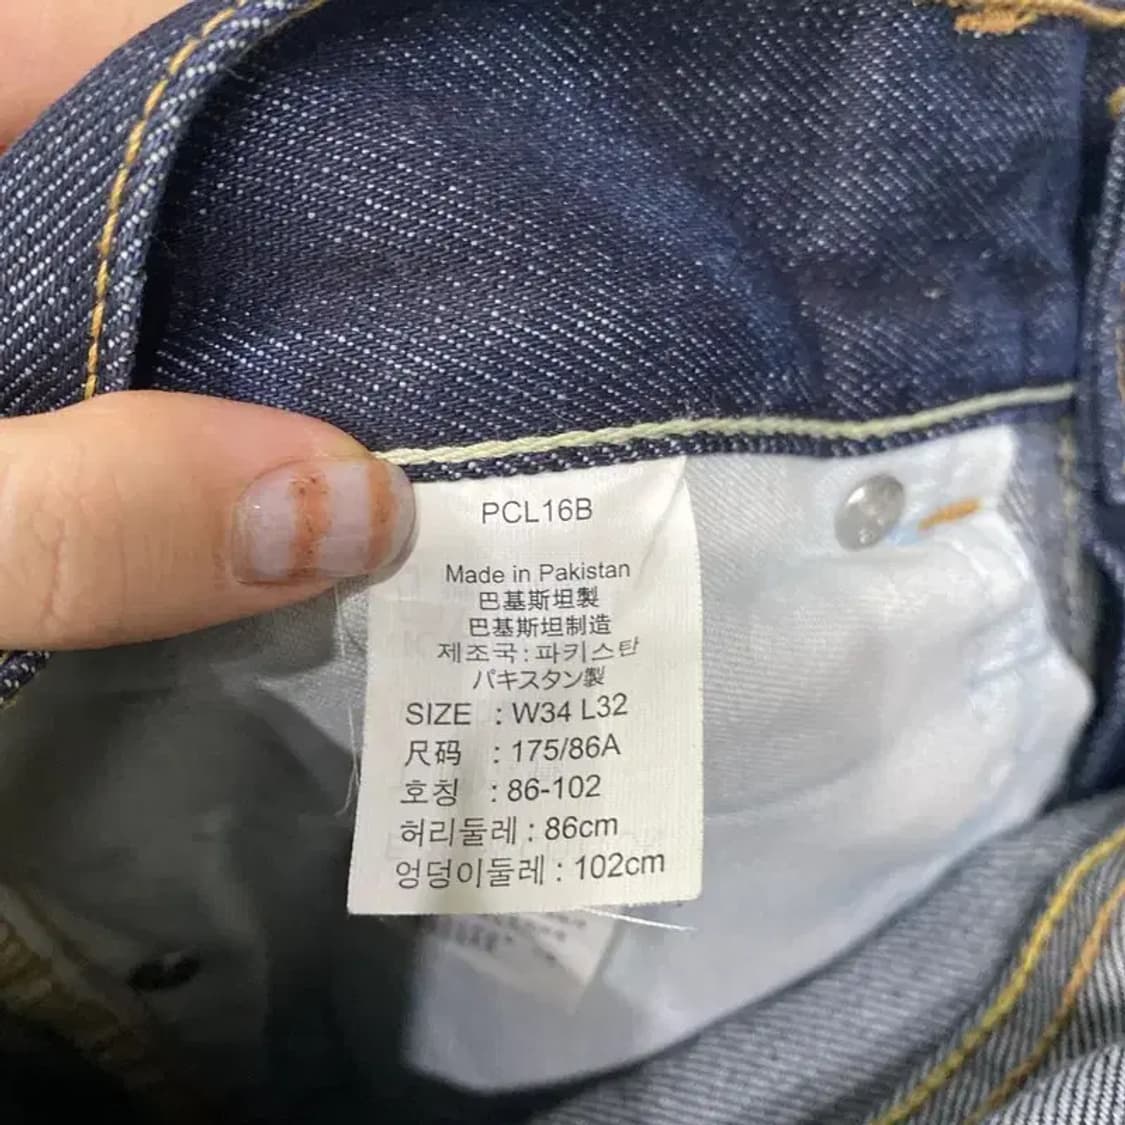 PCL16B
Made in Pakistan
巴基斯坦製
巴基斯坦制造
제조국:파키스탄
パキスタン製
SIZE : W34 L32
尺码 : 175/86A
호칭 : 86-102
허리둘레 : 86cm
엉덩이둘레 : 102cm